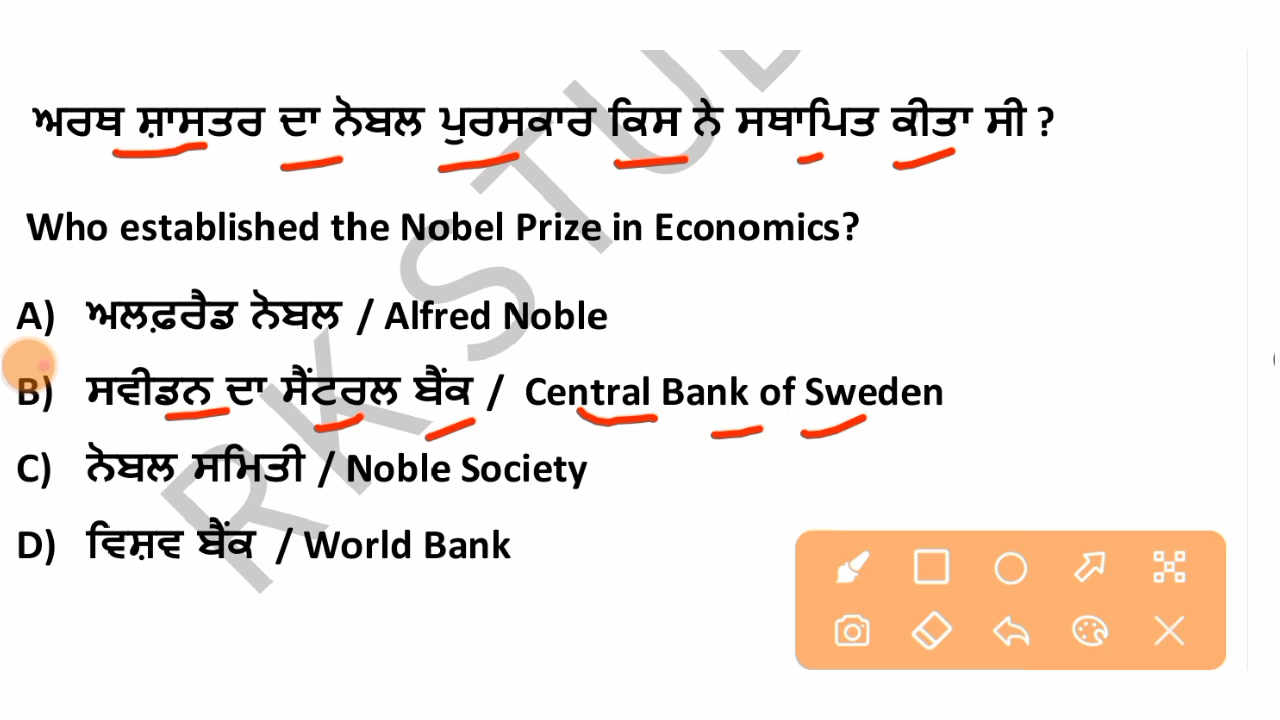 ਅਰਥ ਸ਼ਾਸਤਰ ਦਾ ਨੋਬਲ ਪੁਰਸਕਾਰ ਕਿਸ ਨੇ ਸਥਾਪਿਤ ਕੀਤਾ ਸੀ ?
Who established the Nobel Prize in Economics?
A) ਅਲਫ਼ਰੈਡ ਨੋਬਲ / Alfred Noble
B) ਸਵੀਡਨ ਦਾ ਸੈਂਟਰਲ ਬੈਂਕ / Central Bank of Sweden
C) ਨੋਬਲ ਸਮਿਤੀ / Noble Society
D) ਵਿਸ਼ਵ ਬੈਂਕ / World Bank
RK